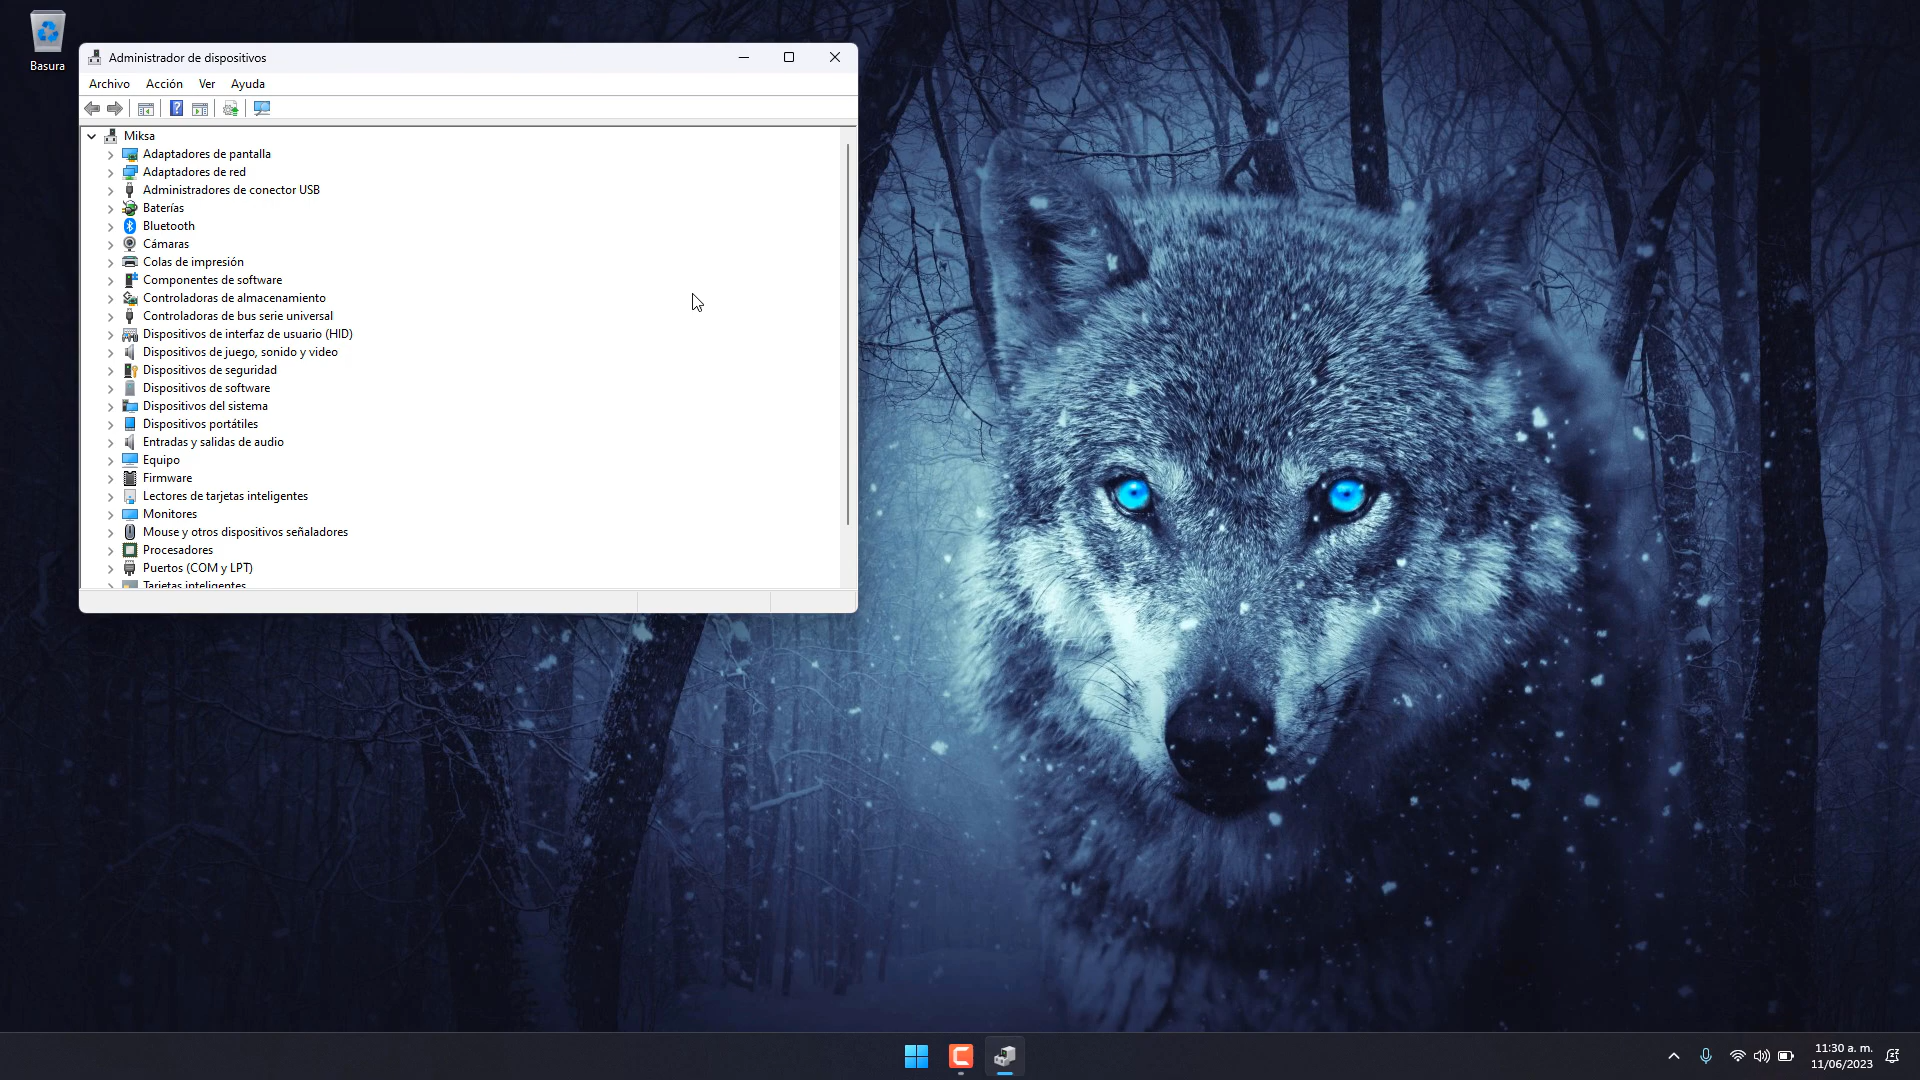 Basura
Administrador de dispositivos
Archivo Acción Ver Ayuda
Miksa
Adaptadores de pantalla
Adaptadores de red
Administradores de conector USB
Baterías
Bluetooth
Cámaras
Colas de impresión
Componentes de software
Controladoras de almacenamiento
Controladoras de bus serie universal
Dispositivos de interfaz de usuario (HID)
Dispositivos de juego, sonido y video
Dispositivos de seguridad
Dispositivos de software
Dispositivos del sistema
Dispositivos portátiles
Entradas y salidas de audio
Equipo
Firmware
Lectores de tarjetas inteligentes
Monitores
Mouse y otros dispositivos señaladores
Procesadores
Puertos (COM y LPT)
Tarjetas inteligentes
11:30 a. m.
11/06/2023